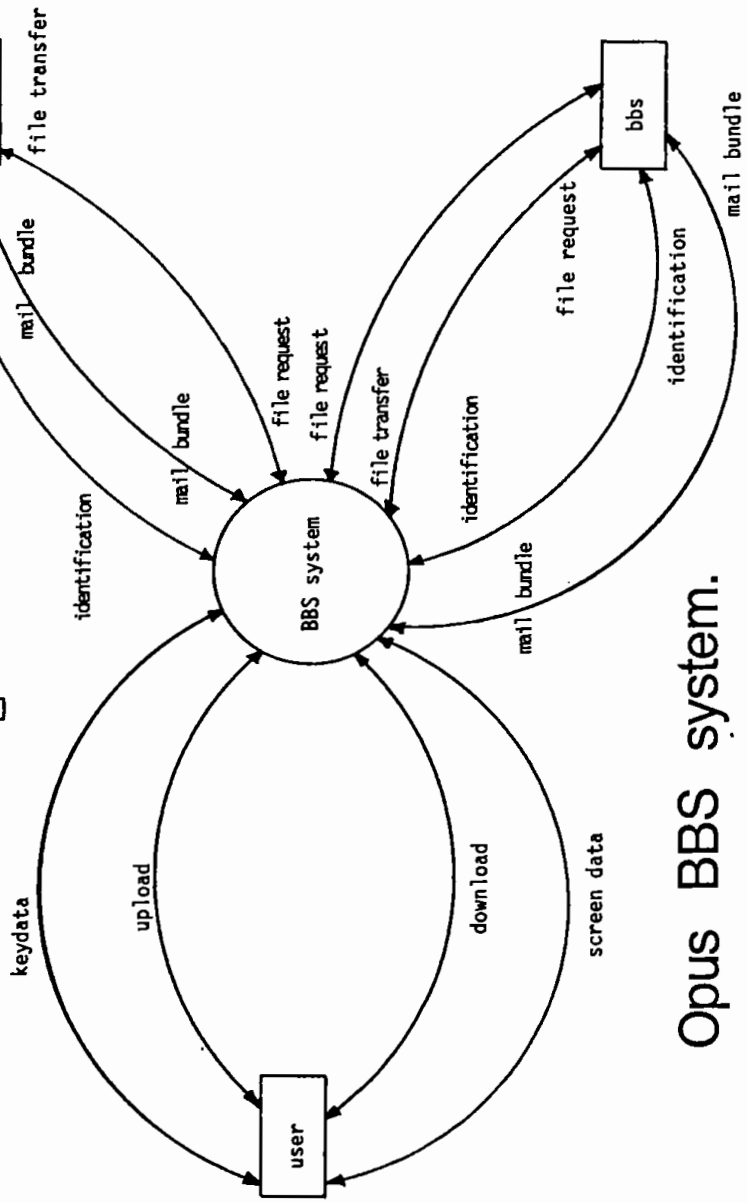 file transfer
mail bundle
identification
mail bundle
file request
keydata
upload
user
BBS system
download
screen data
file request
file transfer
identification
mail bundle
bbs
file request
identification
mail bundle
Opus BBS system.